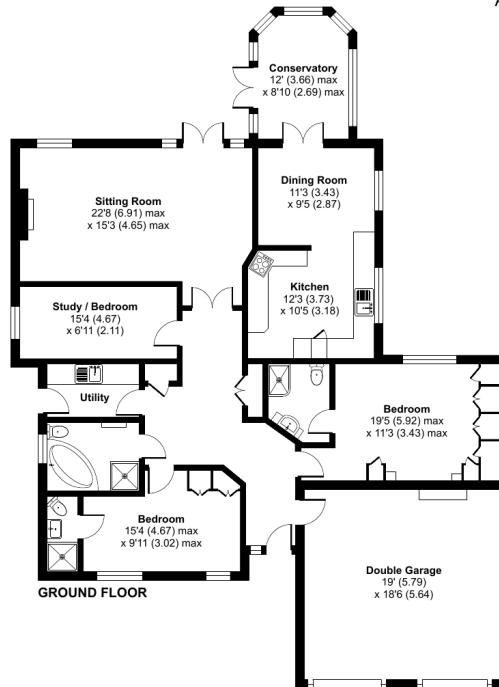 Conservatory
12' (3.66) max
x 8'10 (2.69) max
Dining Room
11'3 (3.43)
x 9'5 (2.87)
Sitting Room
22'8 (6.91) max
x 15'3 (4.65) max
Kitchen
12'3 (3.73)
x 10'5 (3.18)
Study / Bedroom
15'4 (4.67)
x 6'11 (2.11)
Utility
Bedroom
19'5 (5.92) max
x 11'3 (3.43) max
Bedroom
15'4 (4.67) max
x 9'11 (3.02) max
Double Garage
19' (5.79)
x 18'6 (5.64)
GROUND FLOOR